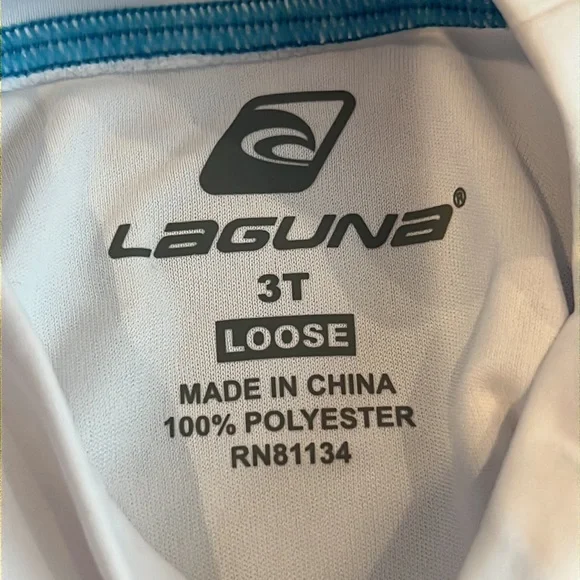 LAGUNA®
3T
LOOSE
MADE IN CHINA
100% POLYESTER
RN81134